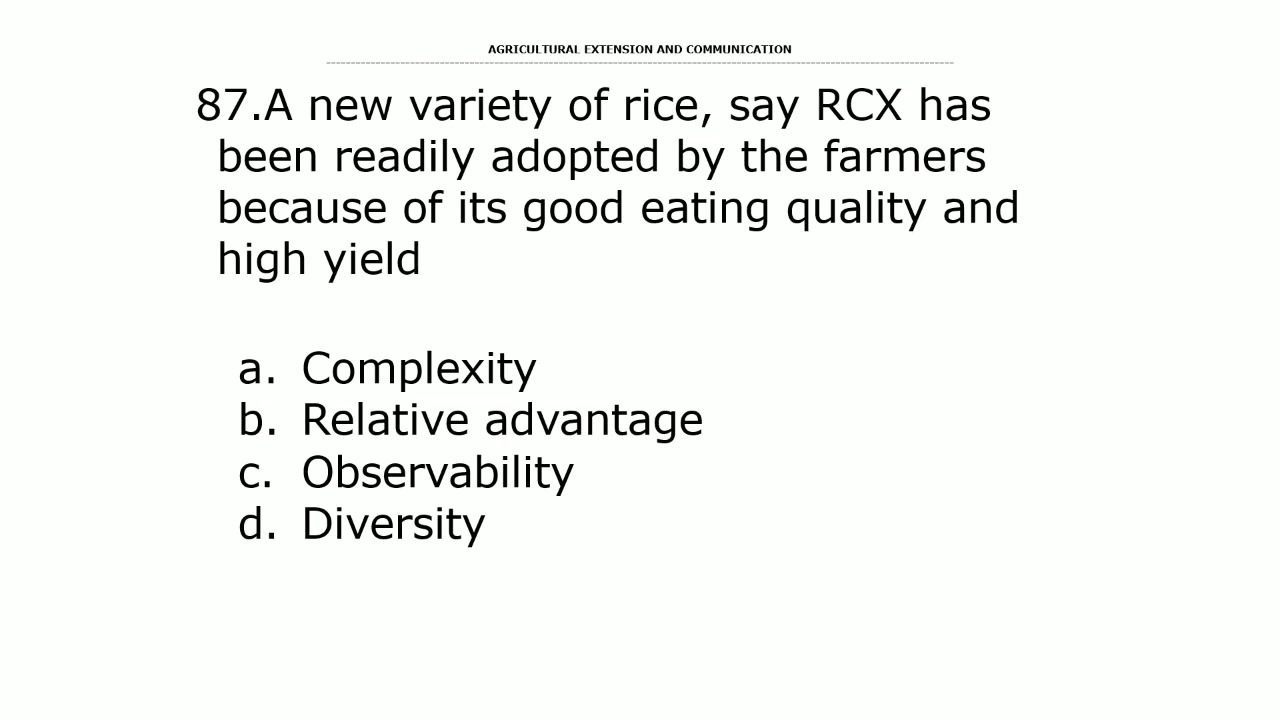 AGRICULTURAL EXTENSION AND COMMUNICATION
87.A new variety of rice, say RCX has
been readily adopted by the farmers
because of its good eating quality and
high yield
a. Complexity
b. Relative advantage
c. Observability
d. Diversity